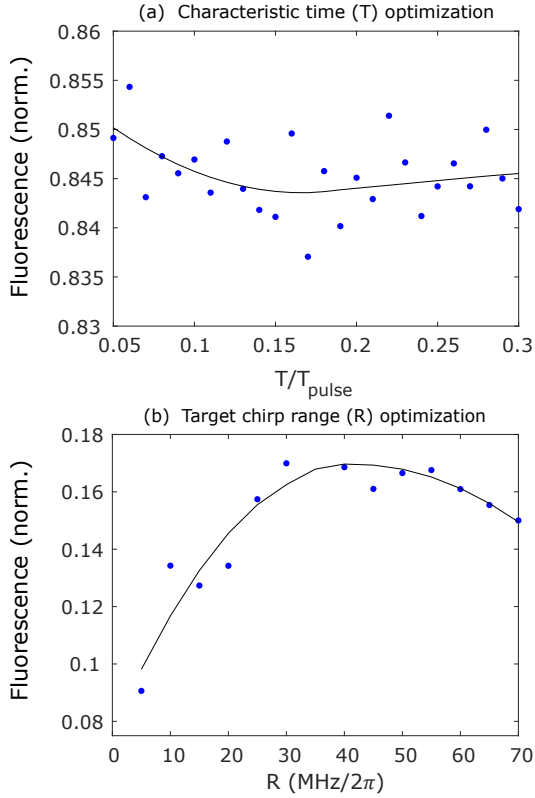 (a) Characteristic time (T) optimization
0.86
0.855
0.85
0.845
0.84
0.835
0.83
Fluorescence (norm.)
0.05 0.1 0.15 0.2 0.25 0.3
T/T_pulse
(b) Target chirp range (R) optimization
0.18
0.16
0.14
0.12
0.1
0.08
Fluorescence (norm.)
0 10 20 30 40 50 60 70
R (MHz/2π)